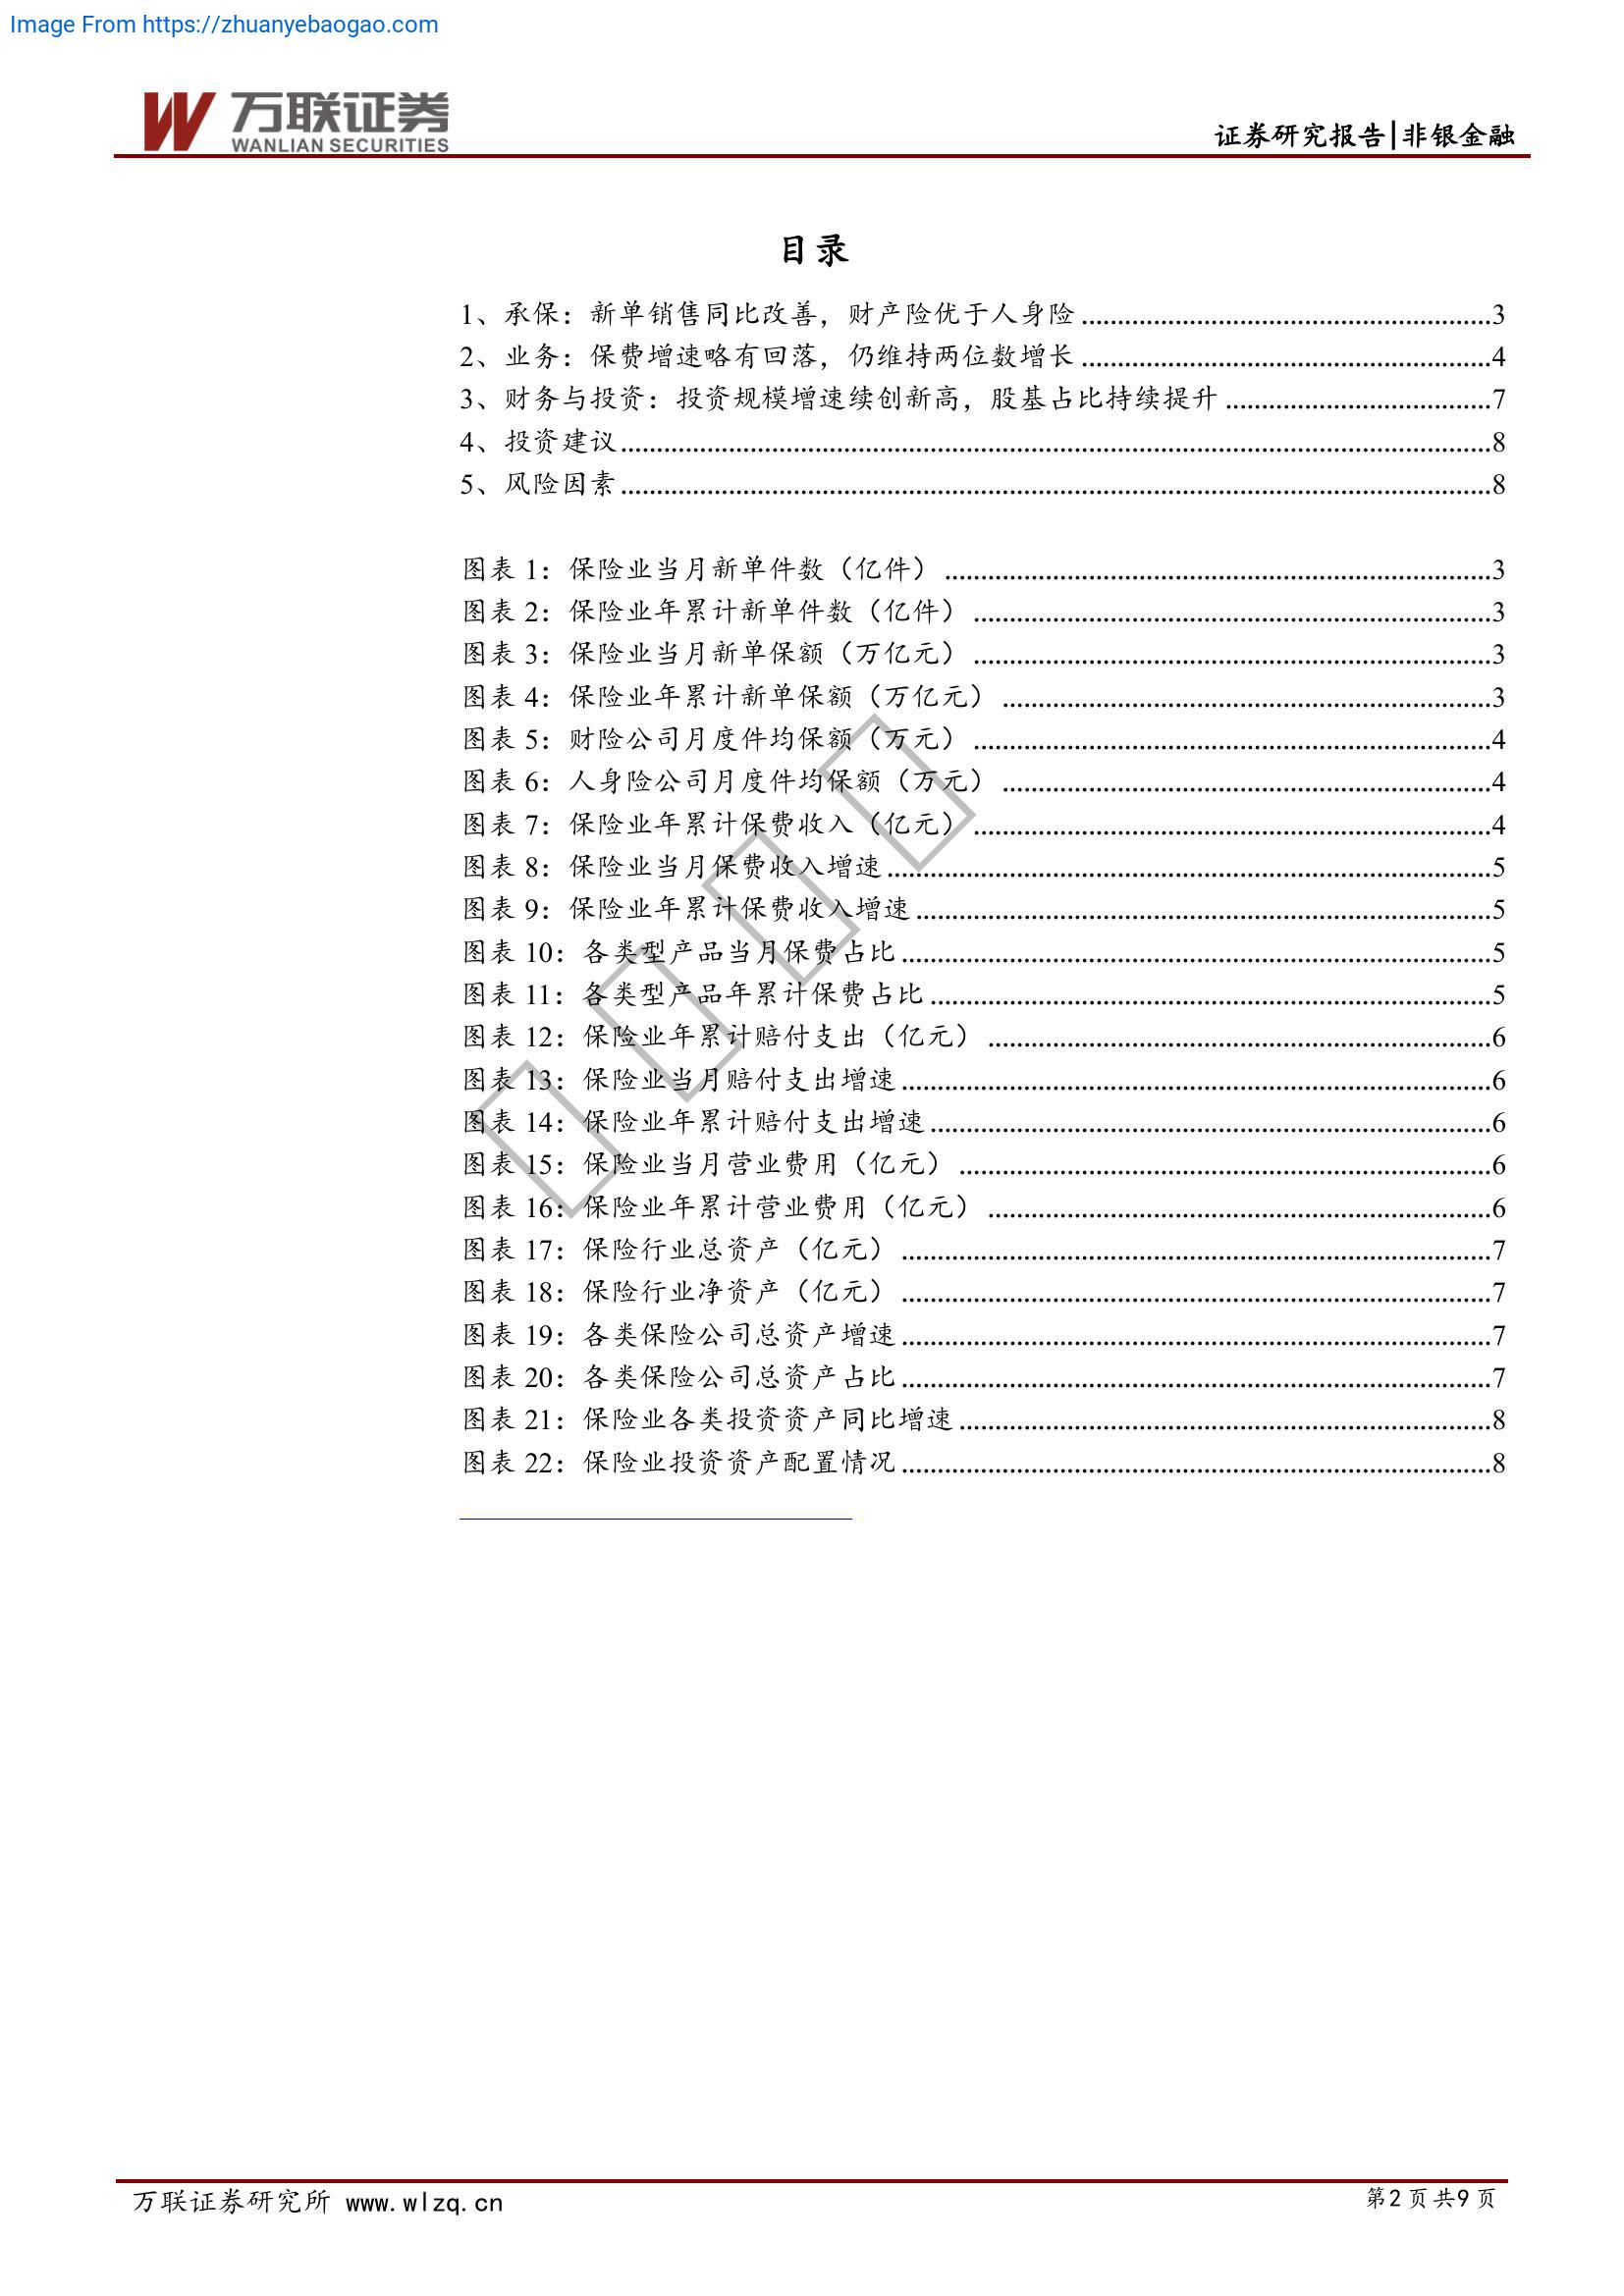 Image From https://zhuanyebaogao.com
万联证券
WANLIAN SECURITIES
证券研究报告|非银金融
目录
1、承保：新单销售同比改善，财产险优于人身险........3
2、业务：保费增速略有回落，仍维持两位数增长........4
3、财务与投资：投资规模增速续创新高，股基占比持续提升........7
4、投资建议........8
5、风险因素........8
图表 1：保险业当月新单件数（亿件）........3
图表 2：保险业年累计新单件数（亿件）........3
图表 3：保险业当月新单保额（万亿元）........3
图表 4：保险业年累计新单保额（万亿元）........3
图表 5：财险公司月度件均保额（万元）........4
图表 6：人身险公司月度件均保额（万元）........4
图表 7：保险业年累计保费收入（亿元）........4
图表 8：保险业当月保费收入增速........5
图表 9：保险业年累计保费收入增速........5
图表 10：各类型产品当月保费占比........5
图表 11：各类型产品年累计保费占比........5
图表 12：保险业年累计赔付支出（亿元）........6
图表 13：保险业当月赔付支出增速........6
图表 14：保险业年累计赔付支出增速........6
图表 15：保险业当月营业费用（亿元）........6
图表 16：保险业年累计营业费用（亿元）........6
图表 17：保险行业总资产（亿元）........7
图表 18：保险行业净资产（亿元）........7
图表 19：各类保险公司总资产增速........7
图表 20：各类保险公司总资产占比........7
图表 21：保险业各类投资资产同比增速........8
图表 22：保险业投资资产配置情况........8
万联证券研究所 www.wlzq.cn
第2页共9页